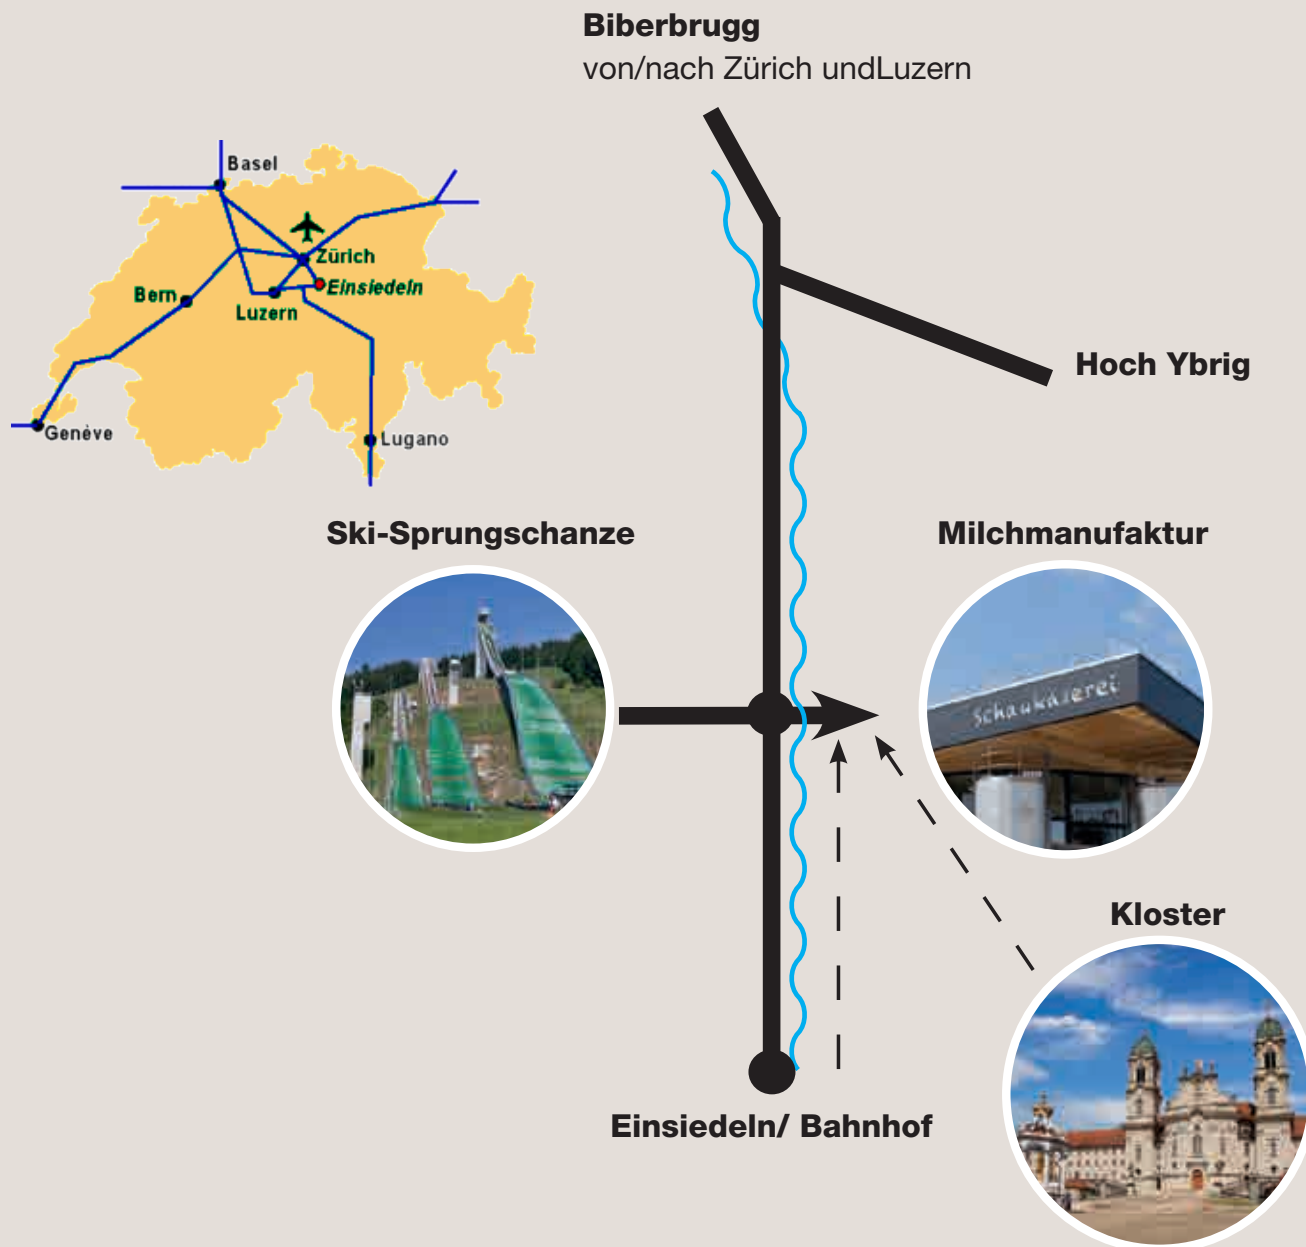 Biberbrugg
von/nach Zürich undLuzern
Basel
Zürich
Einsiedeln
Bern
Luzern
Genève
Lugano
Hoch Ybrig
Ski-Sprungschanze
Milchmanufaktur
Schaukäserei
Kloster
Einsiedeln/ Bahnhof